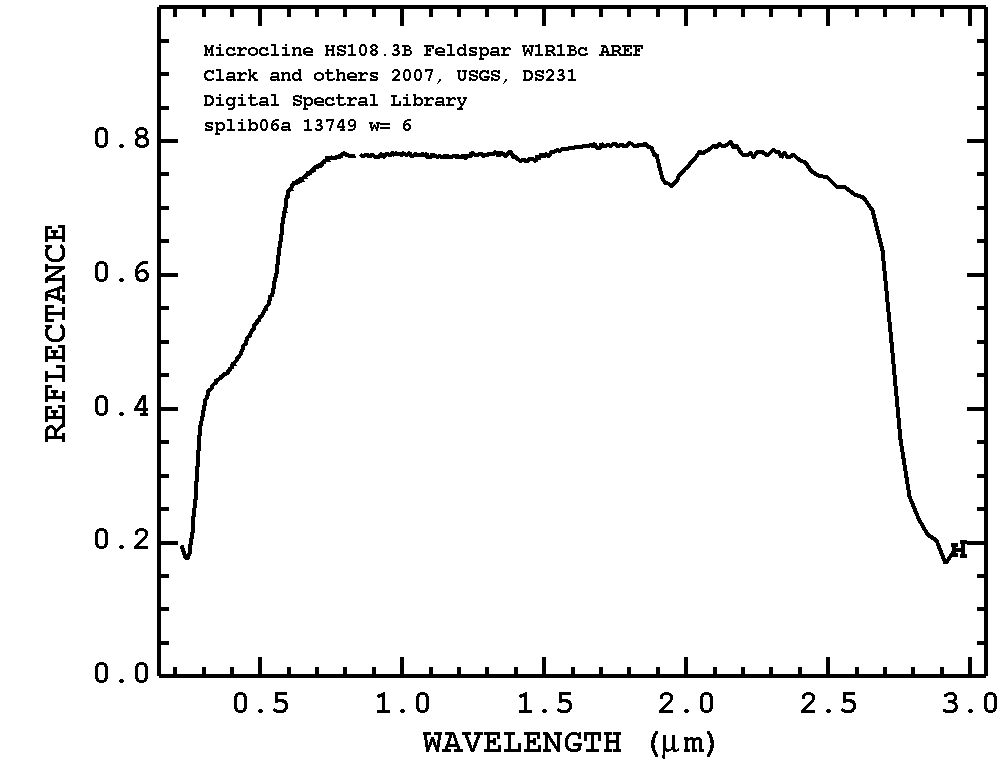 Microcline HS108.3B Feldspar W1R1Bc AREF
Clark and others 2007, USGS, DS231
Digital Spectral Library
splib06a 13749 w= 6
0.8
0.6
0.4
0.2
0.0
REFLECTANCE
0.5 1.0 1.5 2.0 2.5 3.0
WAVELENGTH (μm)